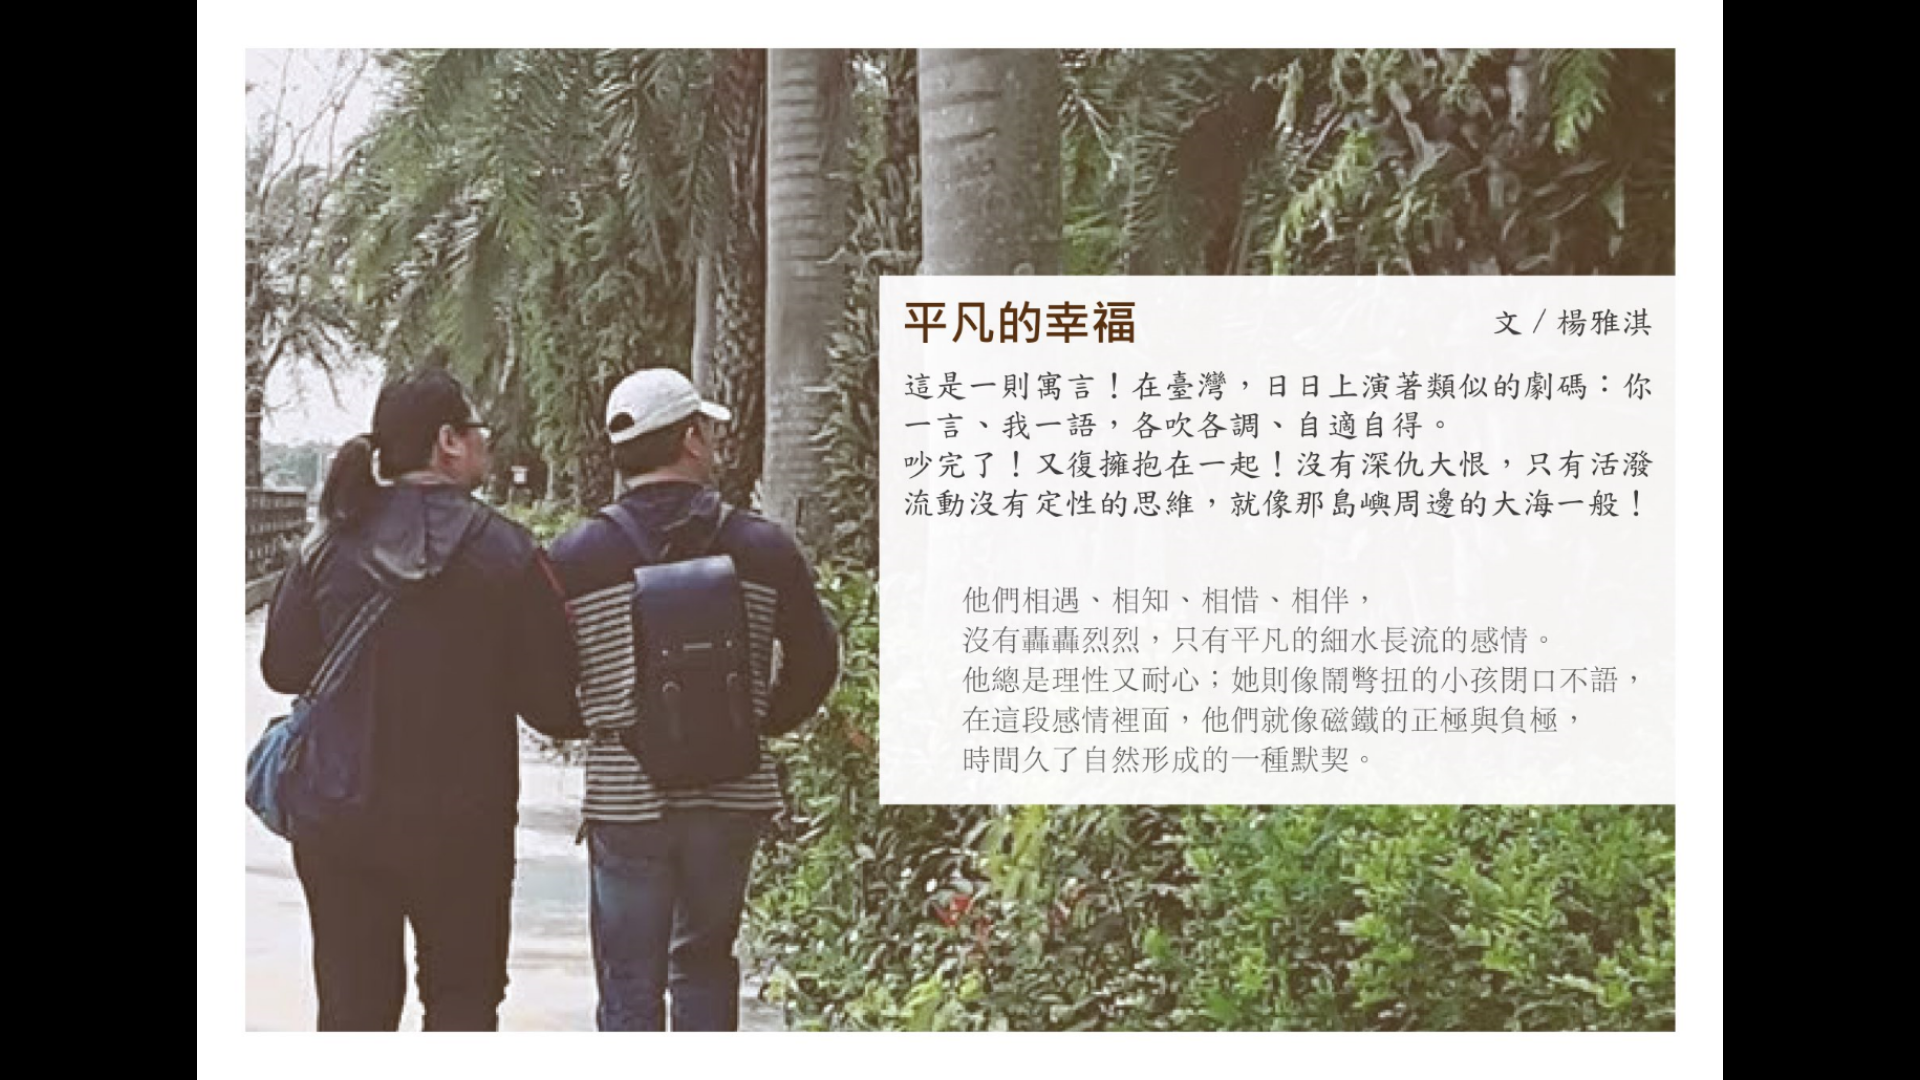 平凡的幸福
文 / 楊雅淇
這是一則寓言！在臺灣，日日上演著類似的劇碼：你
一言、我一語，各吹各調、自適自得。
吵完了！又復擁抱在一起！沒有深仇大恨，只有活潑
流動沒有定性的思維，就像那島嶼周邊的大海一般！
他們相遇、相知、相惜、相伴，
沒有轟轟烈烈，只有平凡的細水長流的感情。
他總是理性又耐心；她則像鬧彆扭的小孩閉口不語，
在這段感情裡面，他們就像磁鐵的正極與負極，
時間久了自然形成的一種默契。